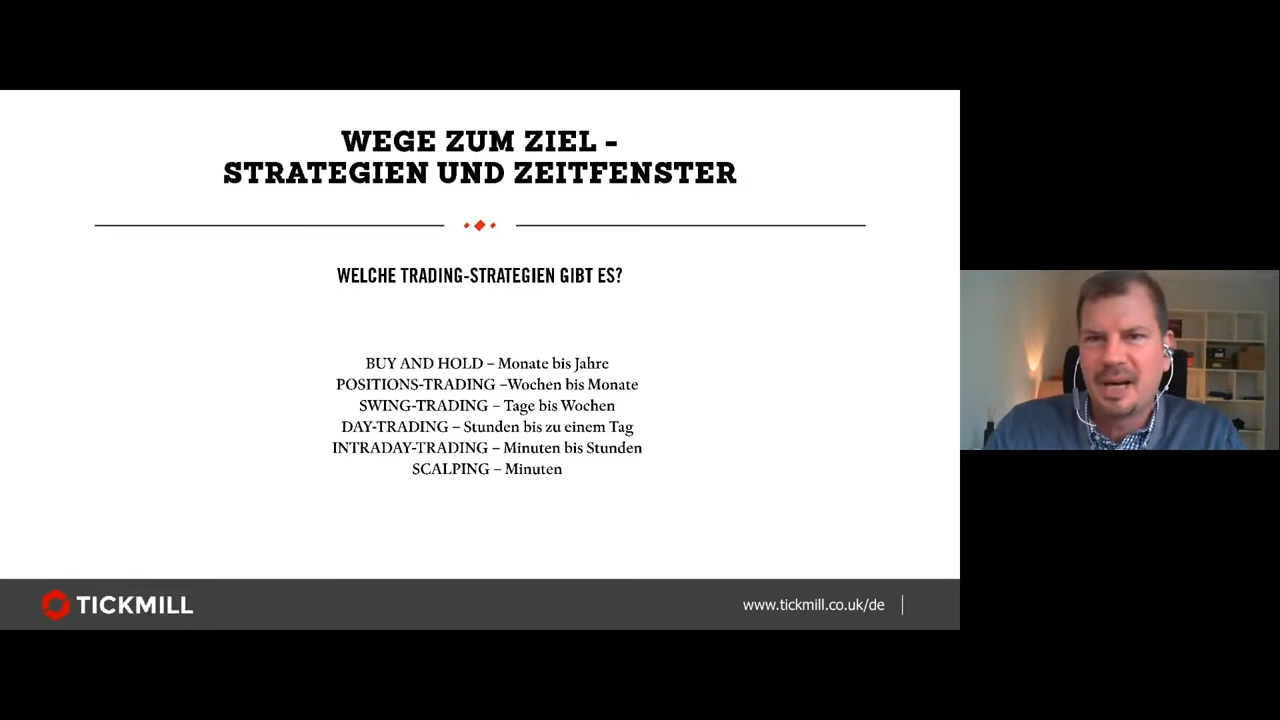 WEGE ZUM ZIEL -
STRATEGIEN UND ZEITFENSTER
WELCHE TRADING-STRATEGIEN GIBT ES?
BUY AND HOLD – Monate bis Jahre
POSITIONS-TRADING –Wochen bis Monate
SWING-TRADING – Tage bis Wochen
DAY-TRADING – Stunden bis zu einem Tag
INTRADAY-TRADING – Minuten bis Stunden
SCALPING – Minuten
TICKMILL
www.tickmill.co.uk/de